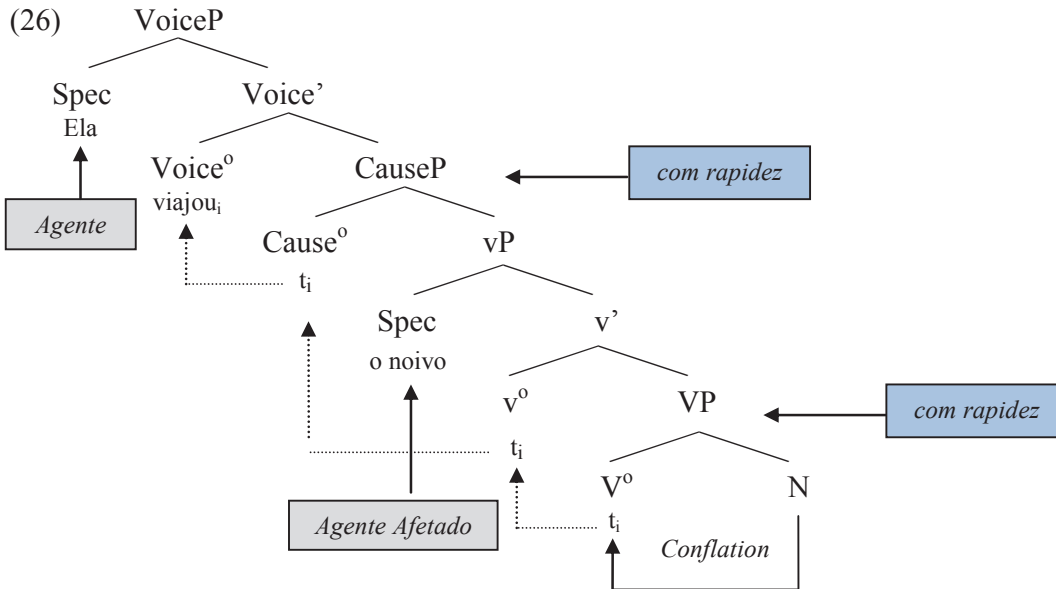 (26) VoiceP
Spec Voice’
Ela
Voiceº CauseP com rapidez
viajouᵢ
Agente
Causeº vP
tᵢ
Spec v’
o noivo
vº VP com rapidez
tᵢ
Vº N
Agente Afetado tᵢ
Conflation